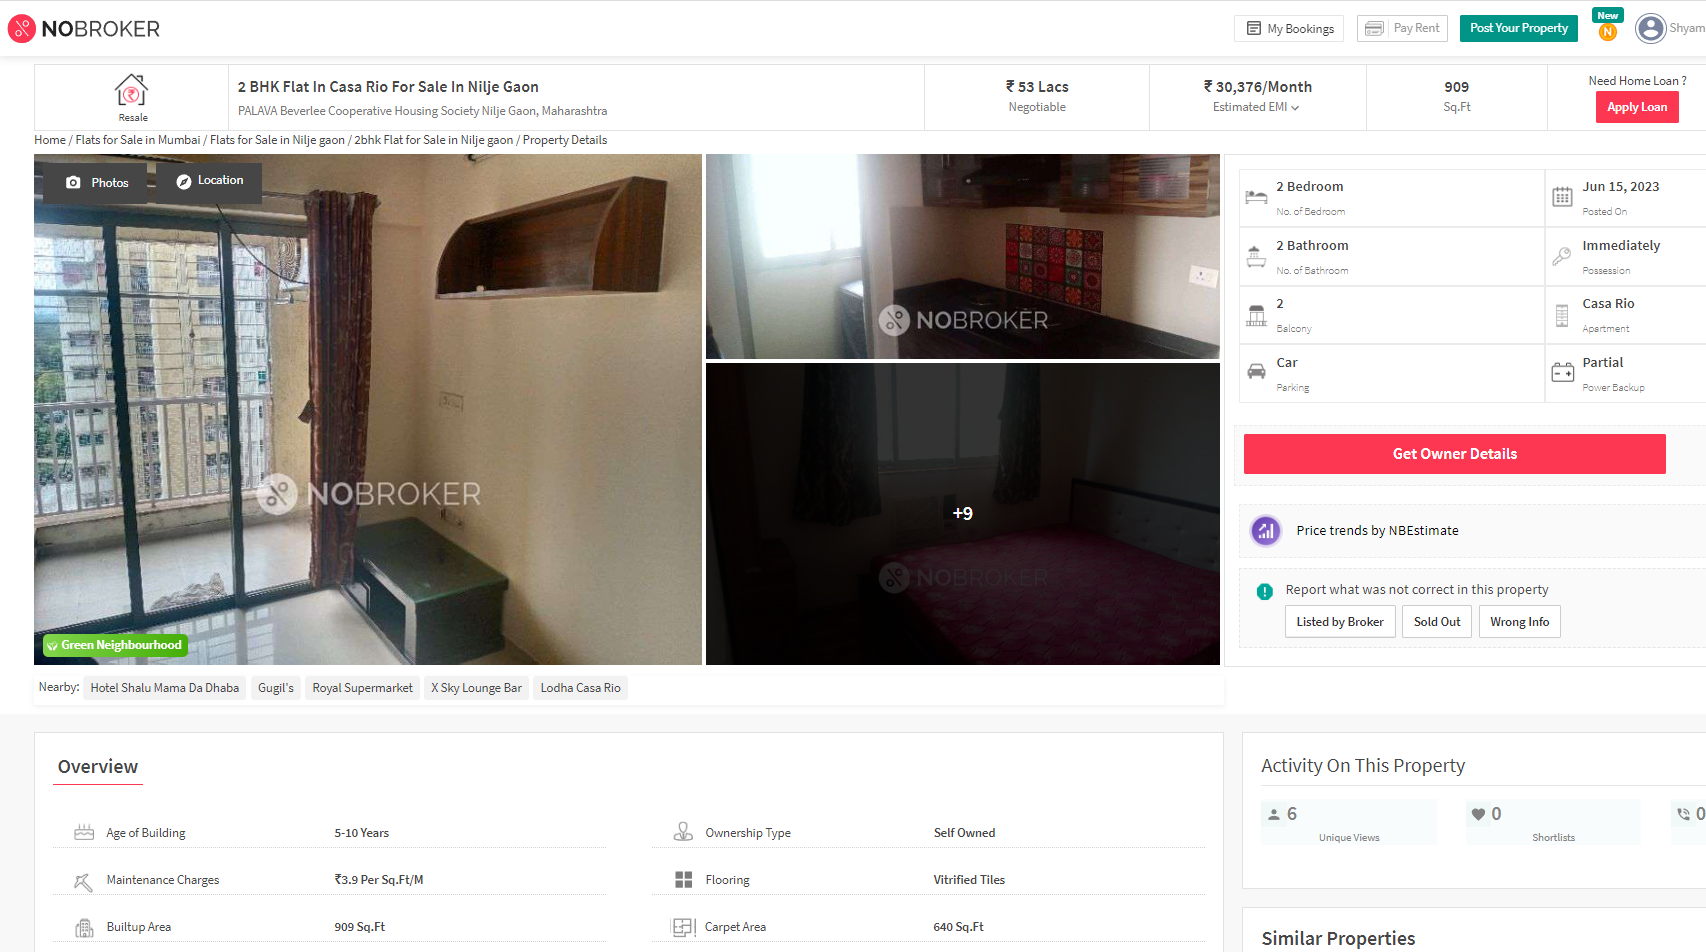 NOBROKER
My Bookings
Pay Rent
Post Your Property
New
N
Shyam
Resale
2 BHK Flat In Casa Rio For Sale In Nilje Gaon
PALAVA Beverlee Cooperative Housing Society Nilje Gaon, Maharashtra
₹ 53 Lacs
Negotiable
₹ 30,376/Month
Estimated EMI
909
Sq.Ft
Need Home Loan ?
Apply Loan
Home / Flats for Sale in Mumbai / Flats for Sale in Nilje gaon / 2bhk Flat for Sale in Nilje gaon / Property Details
Photos
Location
NOBROKER
Green Neighbourhood
NOBROKER
+9
NOBROKER
2 Bedroom
No. of Bedroom
Jun 15, 2023
Posted On
2 Bathroom
No. of Bathroom
Immediately
Possession
2
Balcony
Casa Rio
Apartment
Car
Parking
Partial
Power Backup
Get Owner Details
Price trends by NBEstimate
Report what was not correct in this property
Listed by Broker
Sold Out
Wrong Info
Nearby: Hotel Shalu Mama Da Dhaba Gugil's Royal Supermarket X Sky Lounge Bar Lodha Casa Rio
Overview
Age of Building 5-10 Years
Ownership Type Self Owned
Maintenance Charges ₹3.9 Per Sq.Ft/M
Flooring Vitrified Tiles
Builtup Area 909 Sq.Ft
Carpet Area 640 Sq.Ft
Activity On This Property
6
Unique Views
0
Shortlists
0
Similar Properties